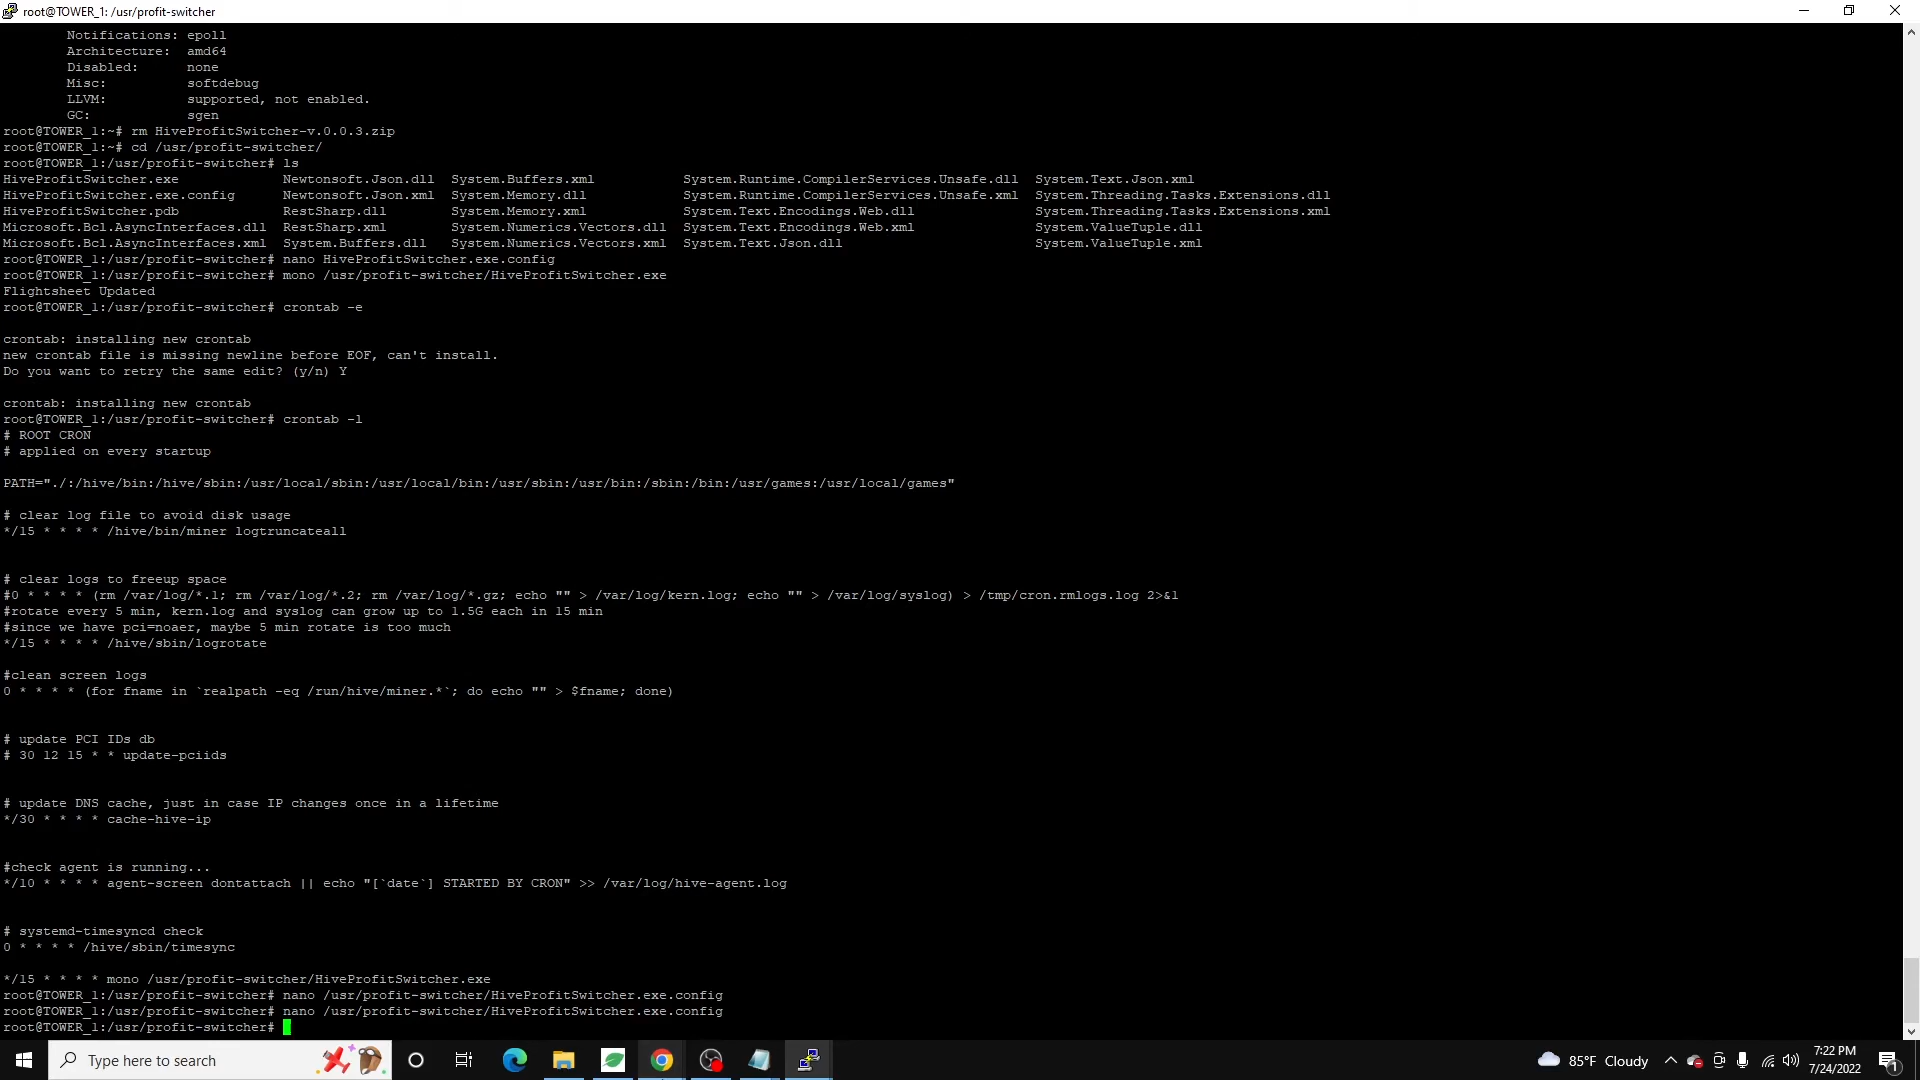 root@TOWER_1: /usr/profit-switcher
Notifications: epoll
Architecture: amd64
Disabled: none
Misc: softdebug
LLVM: supported, not enabled.
GC: sgen
root@TOWER_1:~# rm HiveProfitSwitcher-v.0.0.3.zip
root@TOWER_1:~# cd /usr/profit-switcher/
root@TOWER_1:/usr/profit-switcher# ls
HiveProfitSwitcher.exe Newtonsoft.Json.dll System.Buffers.xml System.Runtime.CompilerServices.Unsafe.dll System.Text.Json.xml
HiveProfitSwitcher.exe.config Newtonsoft.Json.xml System.Memory.dll System.Runtime.CompilerServices.Unsafe.xml System.Threading.Tasks.Extensions.dll
HiveProfitSwitcher.pdb RestSharp.dll System.Memory.xml System.Text.Encodings.Web.dll System.Threading.Tasks.Extensions.xml
Microsoft.Bcl.AsyncInterfaces.dll RestSharp.xml System.Numerics.Vectors.dll System.Text.Encodings.Web.xml System.ValueTuple.dll
Microsoft.Bcl.AsyncInterfaces.xml System.Buffers.dll System.Numerics.Vectors.xml System.Text.Json.dll System.ValueTuple.xml
root@TOWER_1:/usr/profit-switcher# nano HiveProfitSwitcher.exe.config
root@TOWER_1:/usr/profit-switcher# mono /usr/profit-switcher/HiveProfitSwitcher.exe
Flightsheet Updated
root@TOWER_1:/usr/profit-switcher# crontab -e
crontab: installing new crontab
new crontab file is missing newline before EOF, can't install.
Do you want to retry the same edit? (y/n) Y
crontab: installing new crontab
root@TOWER_1:/usr/profit-switcher# crontab -l
# ROOT CRON
# applied on every startup
PATH="./:/hive/bin:/hive/sbin:/usr/local/sbin:/usr/local/bin:/usr/sbin:/usr/bin:/sbin:/bin:/usr/games:/usr/local/games"
# clear log file to avoid disk usage
*/15 * * * * /hive/bin/miner logtruncateall
# clear logs to freeup space
#0 * * * * (rm /var/log/*.1; rm /var/log/*.2; rm /var/log/*.gz; echo "" > /var/log/kern.log; echo "" > /var/log/syslog) > /tmp/cron.rmlogs.log 2>&1
#rotate every 5 min, kern.log and syslog can grow up to 1.5G each in 15 min
#since we have pci=noaer, maybe 5 min rotate is too much
*/15 * * * * /hive/sbin/logrotate
#clean screen logs
0 * * * * (for fname in `realpath -eq /run/hive/miner.*`; do echo "" > $fname; done)
# update PCI IDs db
# 30 12 15 * * update-pciids
# update DNS cache, just in case IP changes once in a lifetime
*/30 * * * * cache-hive-ip
#check agent is running...
*/10 * * * * agent-screen dontattach || echo "[`date`] STARTED BY CRON" >> /var/log/hive-agent.log
# systemd-timesyncd check
0 * * * * /hive/sbin/timesync
*/15 * * * * mono /usr/profit-switcher/HiveProfitSwitcher.exe
root@TOWER_1:/usr/profit-switcher# nano /usr/profit-switcher/HiveProfitSwitcher.exe.config
root@TOWER_1:/usr/profit-switcher# nano /usr/profit-switcher/HiveProfitSwitcher.exe.config
root@TOWER_1:/usr/profit-switcher#
Type here to search
85°F Cloudy
7:22 PM
7/24/2022
1